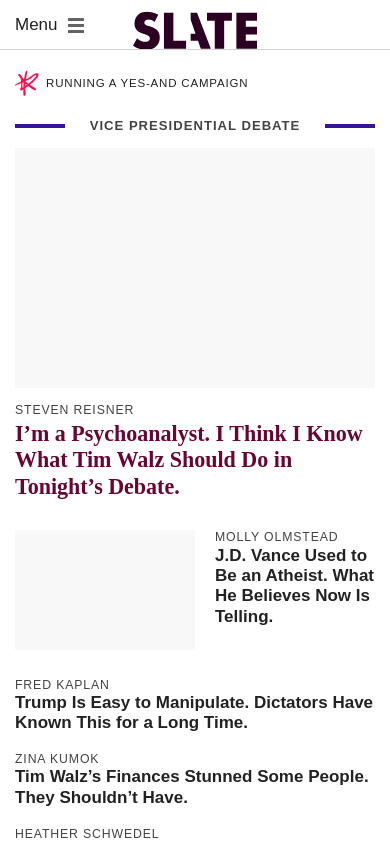 Menu
SLATE
RUNNING A YES-AND CAMPAIGN
VICE PRESIDENTIAL DEBATE
STEVEN REISNER
I’m a Psychoanalyst. I Think I Know
What Tim Walz Should Do in
Tonight’s Debate.
MOLLY OLMSTEAD
J.D. Vance Used to
Be an Atheist. What
He Believes Now Is
Telling.
FRED KAPLAN
Trump Is Easy to Manipulate. Dictators Have
Known This for a Long Time.
ZINA KUMOK
Tim Walz’s Finances Stunned Some People.
They Shouldn’t Have.
HEATHER SCHWEDEL